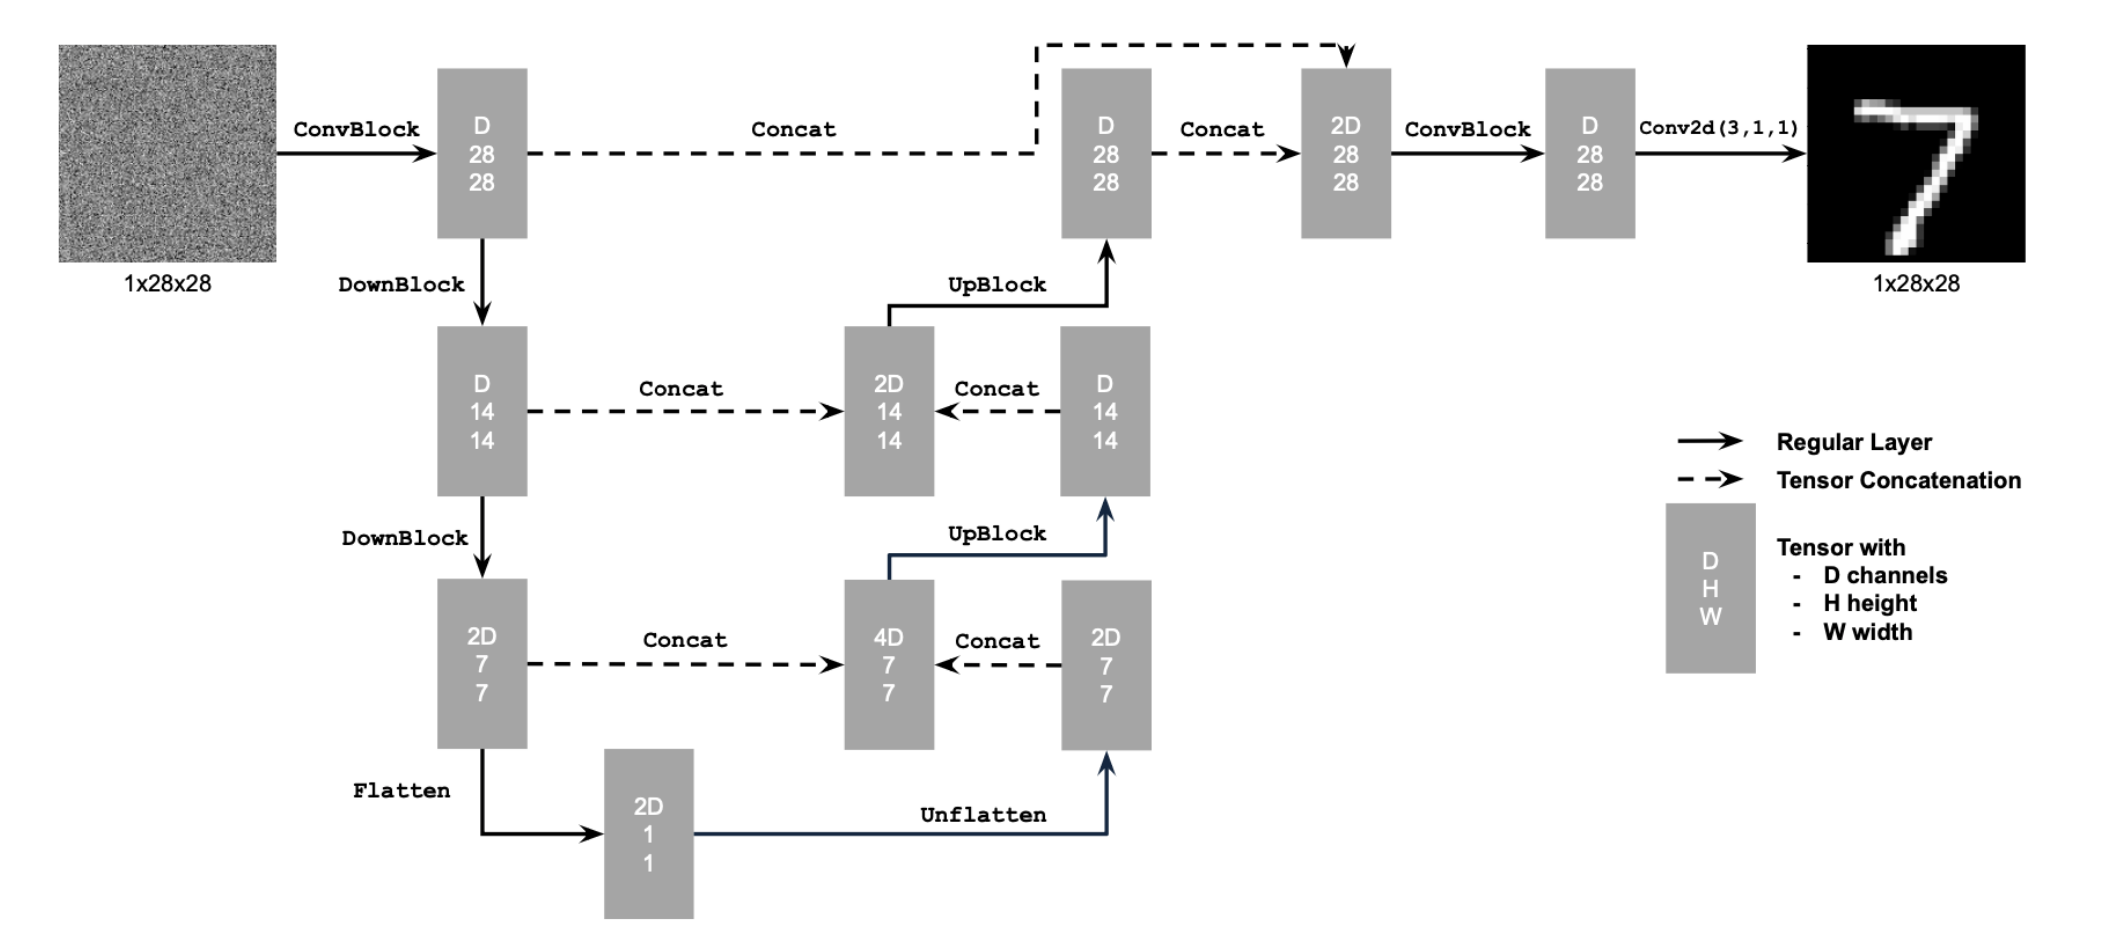 ConvBlock
D
28
28
Concat
D
28
28
Concat
2D
28
28
ConvBlock
D
28
28
Conv2d(3,1,1)
1x28x28
1x28x28
DownBlock
UpBlock
D
14
14
Concat
2D
14
14
Concat
D
14
14
DownBlock
UpBlock
2D
7
7
Concat
4D
7
7
Concat
2D
7
7
Flatten
2D
1
1
Unflatten
Regular Layer
Tensor Concatenation
D
H
W
Tensor with
- D channels
- H height
- W width